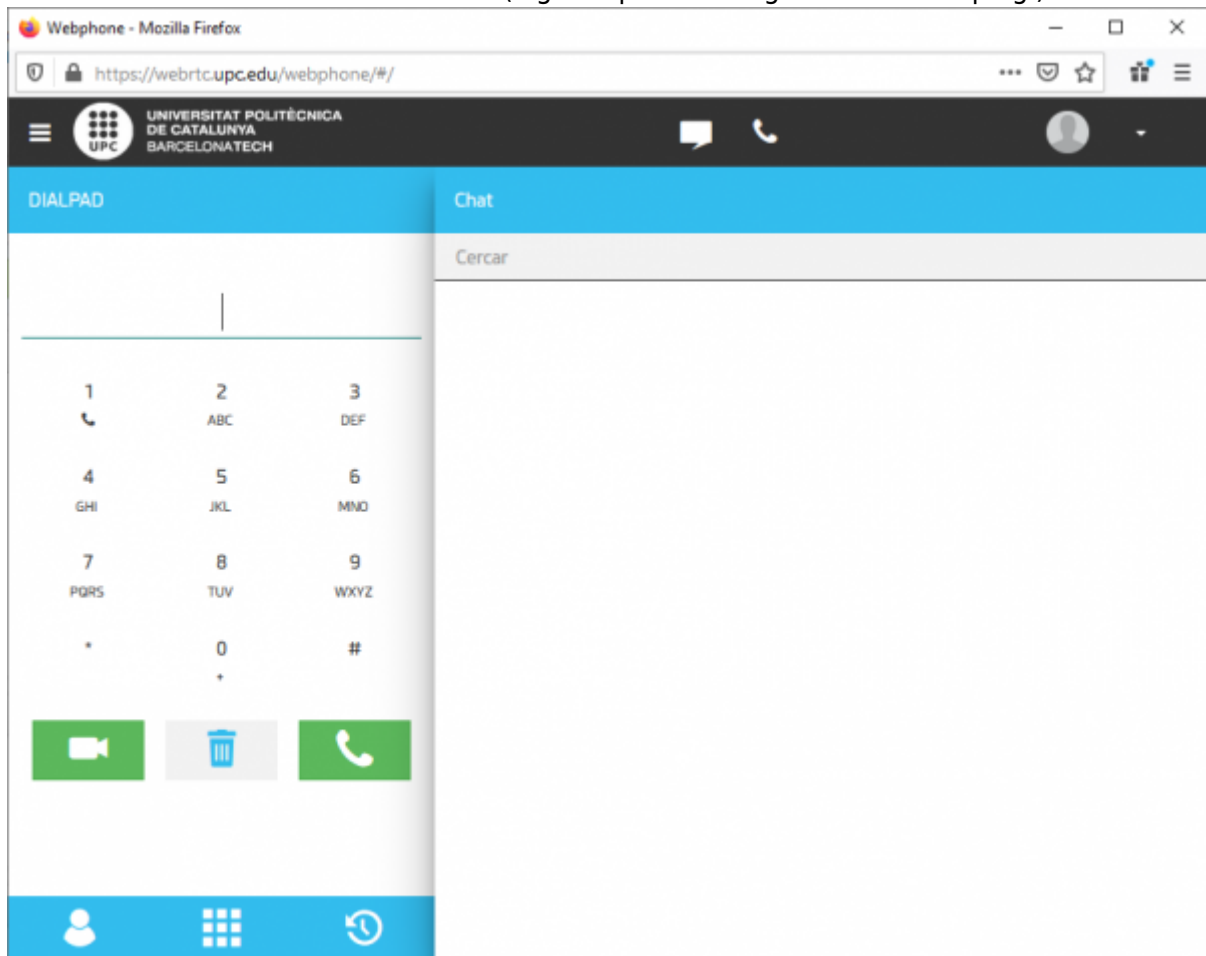 Webphone - Mozilla Firefox
https://webrtc.upc.edu/webphone/#/
UPC
UNIVERSITAT POLITÈCNICA
DE CATALUNYA
BARCELONATECH
DIALPAD
Chat
Cercar
1 2 3
ABC DEF
4 5 6
GHI JKL MNO
7 8 9
PQRS TUV WXYZ
* 0 #
+